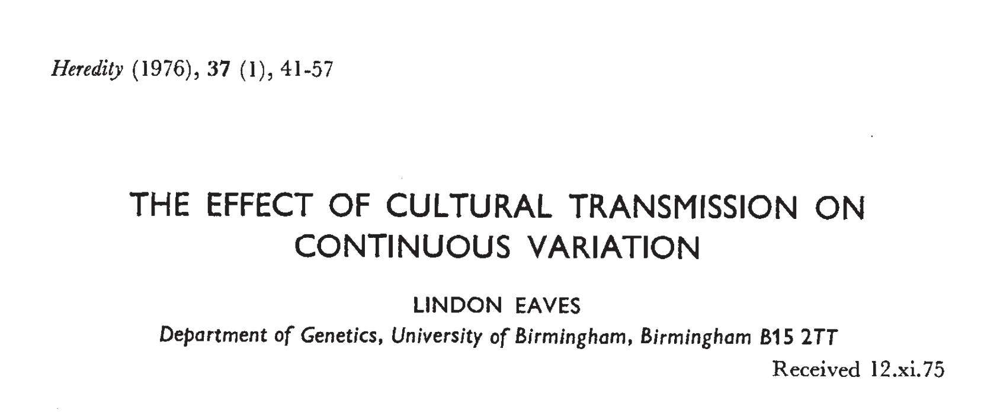 Heredity (1976), 37 (1), 41-57
THE EFFECT OF CULTURAL TRANSMISSION ON
CONTINUOUS VARIATION
LINDON EAVES
Department of Genetics, University of Birmingham, Birmingham B15 2TT
Received 12.xi.75